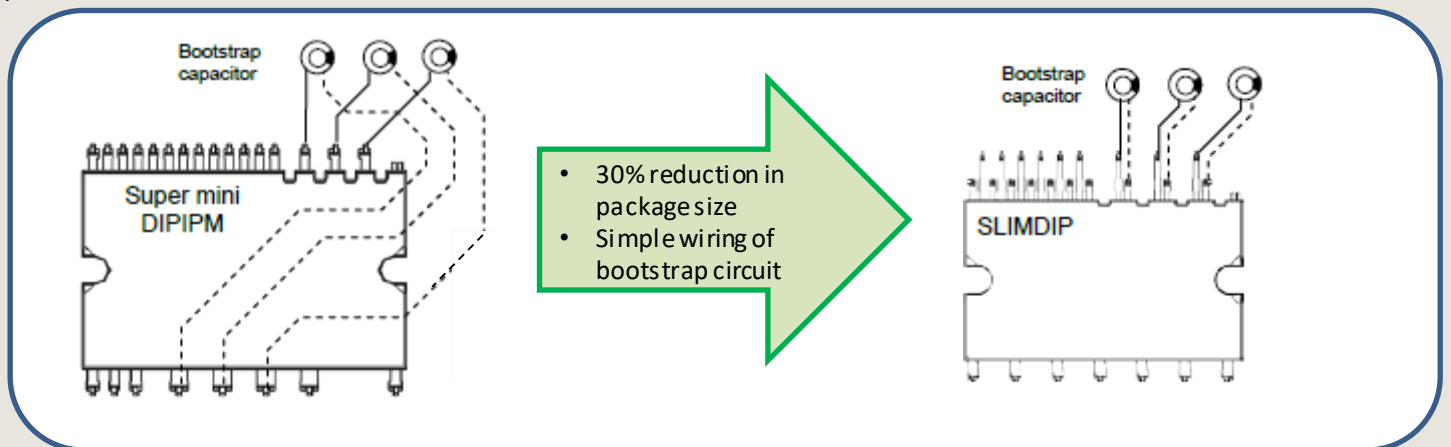 Bootstrap
capacitor
Super mini
DIPIPM
• 30% reduction in
package size
• Simple wiring of
bootstrap circuit
Bootstrap
capacitor
SLIMDIP